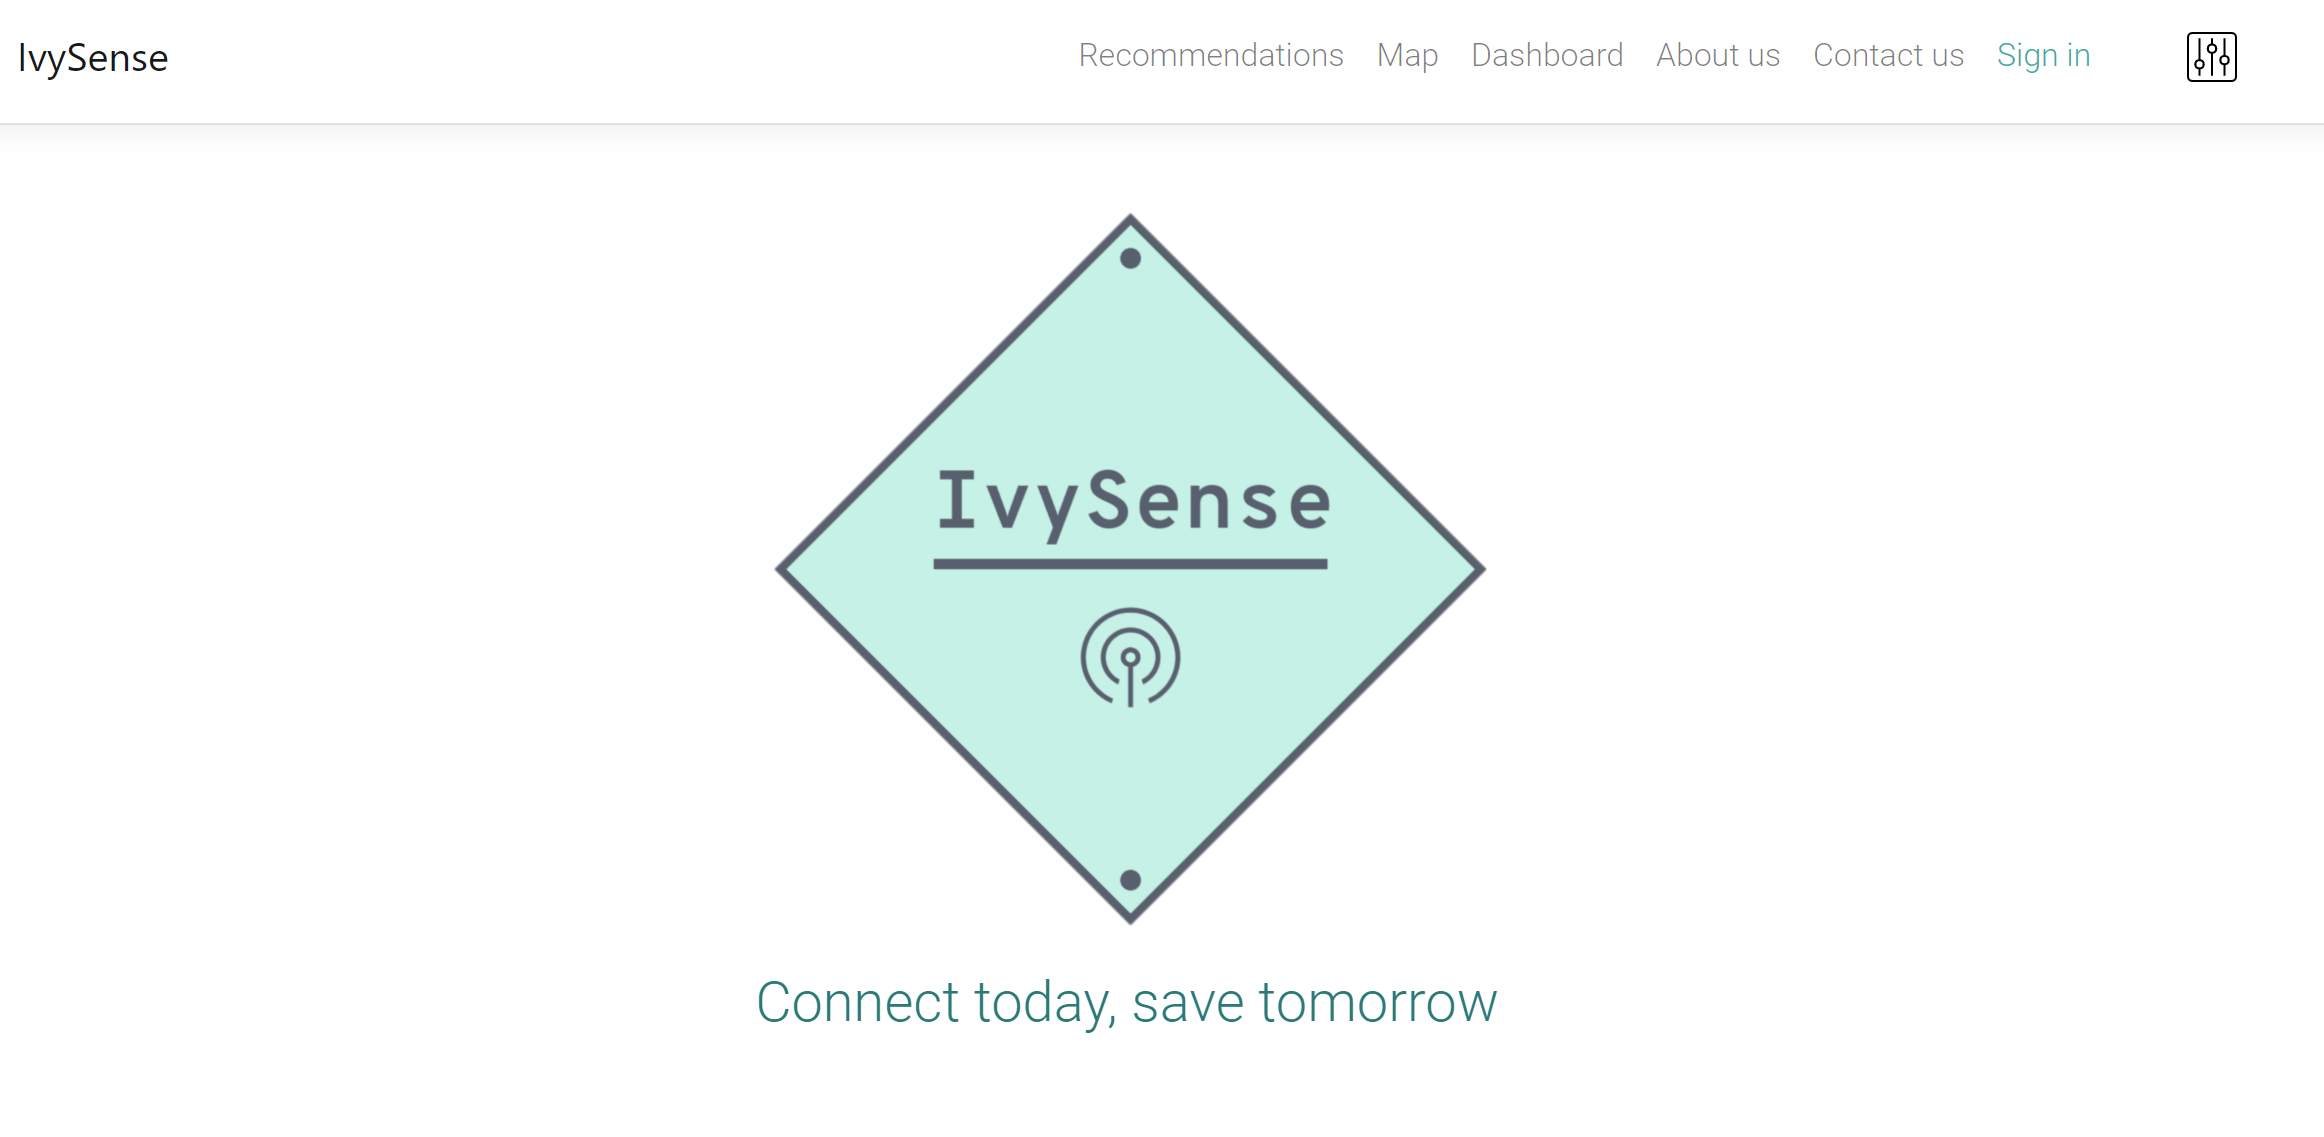 IvySense
Recommendations Map Dashboard About us Contact us Sign in
IvySense
Connect today, save tomorrow